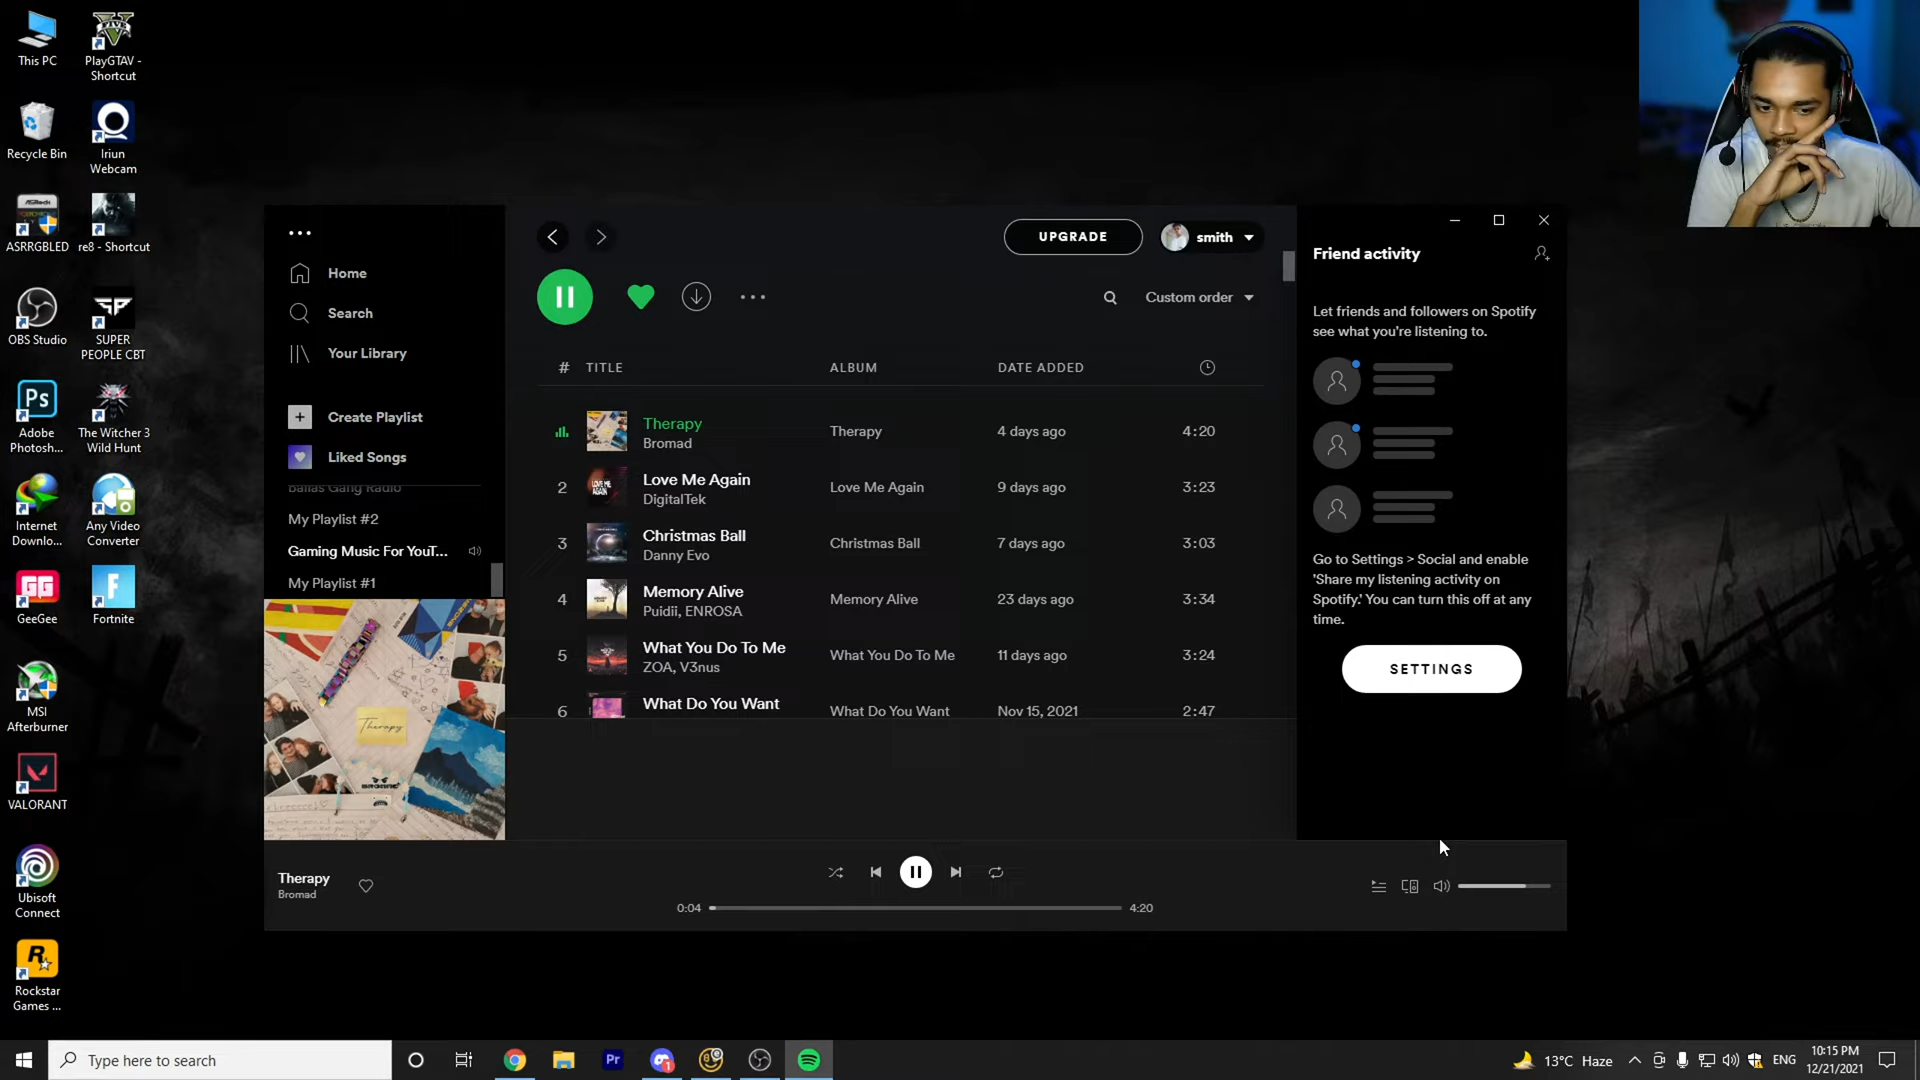 This PC
PlayGTAV -
Shortcut
Recycle Bin
Iriun
Webcam
ASRRGBLED
re8 - Shortcut
OBS Studio
SUPER
PEOPLE CBT
Adobe
Photosh...
The Witcher 3
Wild Hunt
Internet
Downlo...
Any Video
Converter
GeeGee
Fortnite
MSI
Afterburner
VALORANT
Ubisoft
Connect
Rockstar
Games ...
Home
Search
Your Library
Create Playlist
Liked Songs
Ballas Gang Radio
My Playlist #2
Gaming Music For YouT...
My Playlist #1
UPGRADE
smith
Custom order
# TITLE ALBUM DATE ADDED
Therapy
Bromad
Therapy 4 days ago 4:20
2 Love Me Again
DigitalTek
Love Me Again 9 days ago 3:23
3 Christmas Ball
Danny Evo
Christmas Ball 7 days ago 3:03
4 Memory Alive
Puidii, ENROSA
Memory Alive 23 days ago 3:34
5 What You Do To Me
ZOA, V3nus
What You Do To Me 11 days ago 3:24
6 What Do You Want
What Do You Want Nov 15, 2021 2:47
Friend activity
Let friends and followers on Spotify
see what you're listening to.
Go to Settings > Social and enable
'Share my listening activity on
Spotify.' You can turn this off at any
time.
SETTINGS
Therapy
Therapy
Bromad
0:04 4:20
Type here to search
13°C Haze
ENG
10:15 PM
12/21/2021